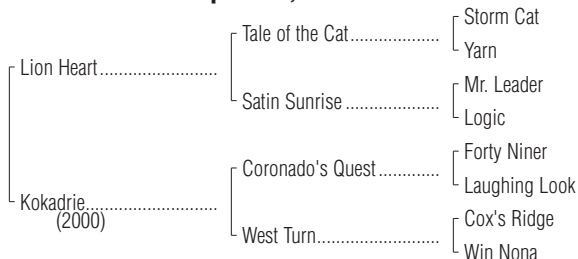 Storm Cat
Tale of the Cat...................
Yarn
Lion Heart.........................
Mr. Leader
Satin Sunrise ....................
Logic
Forty Niner
Coronado's Quest.............
Laughing Look
Kokadrie............................
(2000)
Cox's Ridge
West Turn..........................
Win Nona